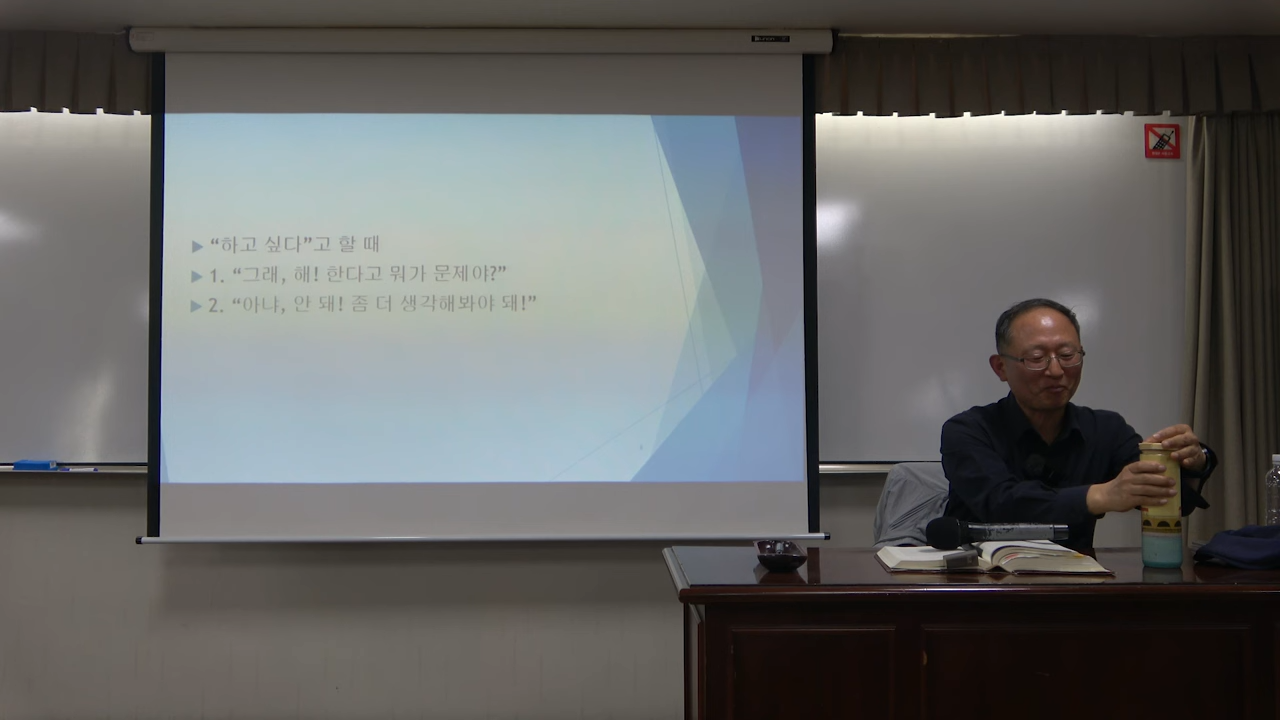 “하고 싶다”고 할 때
1. “그래, 해! 한다고 뭐가 문제야?”
2. “아냐, 안 돼! 좀 더 생각해봐야 돼!”